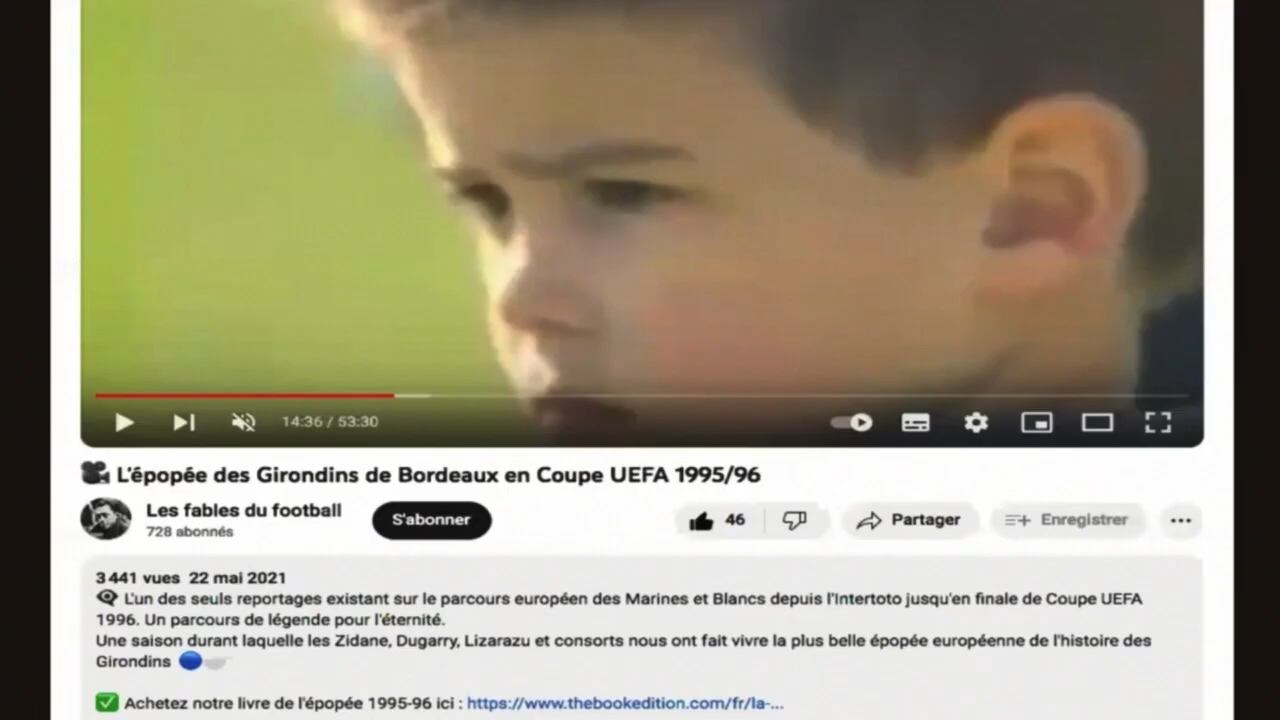 14:36 / 53:30
L'épopée des Girondins de Bordeaux en Coupe UEFA 1995/96
Les fables du football
728 abonnés
S'abonner
46
Partager
Enregistrer
3 441 vues 22 mai 2021
L'un des seuls reportages existant sur le parcours européen des Marines et Blancs depuis l'Intertoto jusqu'en finale de Coupe UEFA
1996. Un parcours de légende pour l'éternité.
Une saison durant laquelle les Zidane, Dugarry, Lizarazu et consorts nous ont fait vivre la plus belle épopée européenne de l'histoire des
Girondins
Achetez notre livre de l'épopée 1995-96 ici : https://www.thebookedition.com/fr/la-...